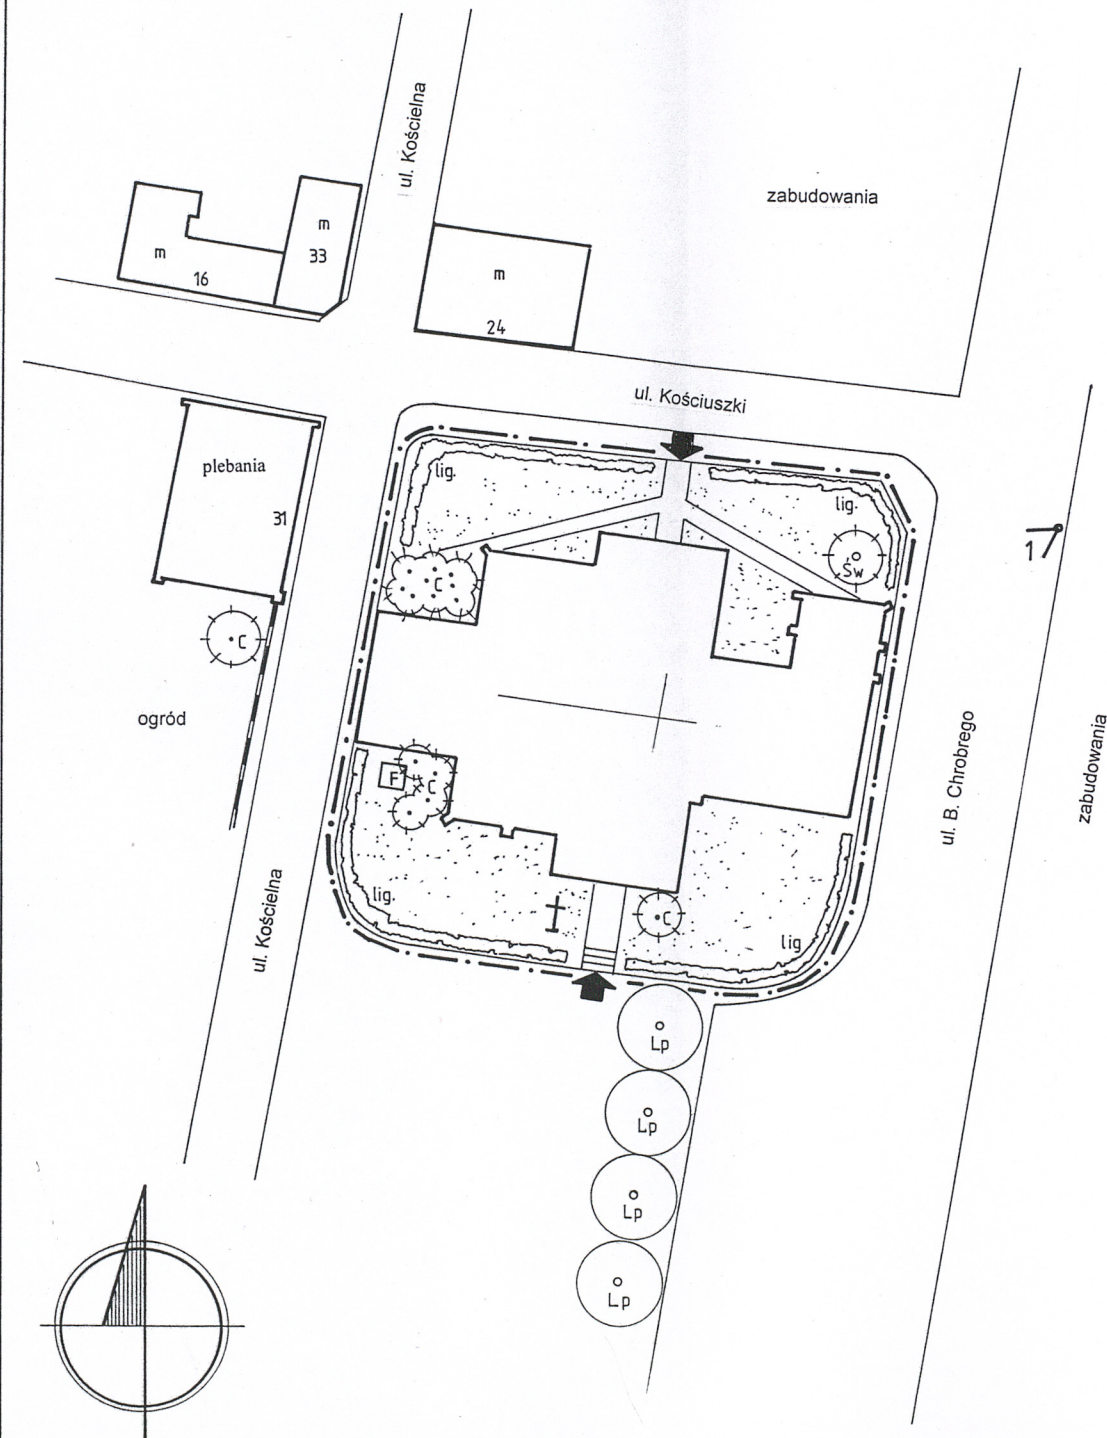 ul. Kościelna
zabudowania
m
33
m
16
m
24
ul. Kościuszki
plebania
31
lig.
lig.
Św
1
C
C
ogród
F
C
ul. B. Chrobrego
zabudowania
lig.
C
lig.
ul. Kościelna
Lp
Lp
Lp
Lp